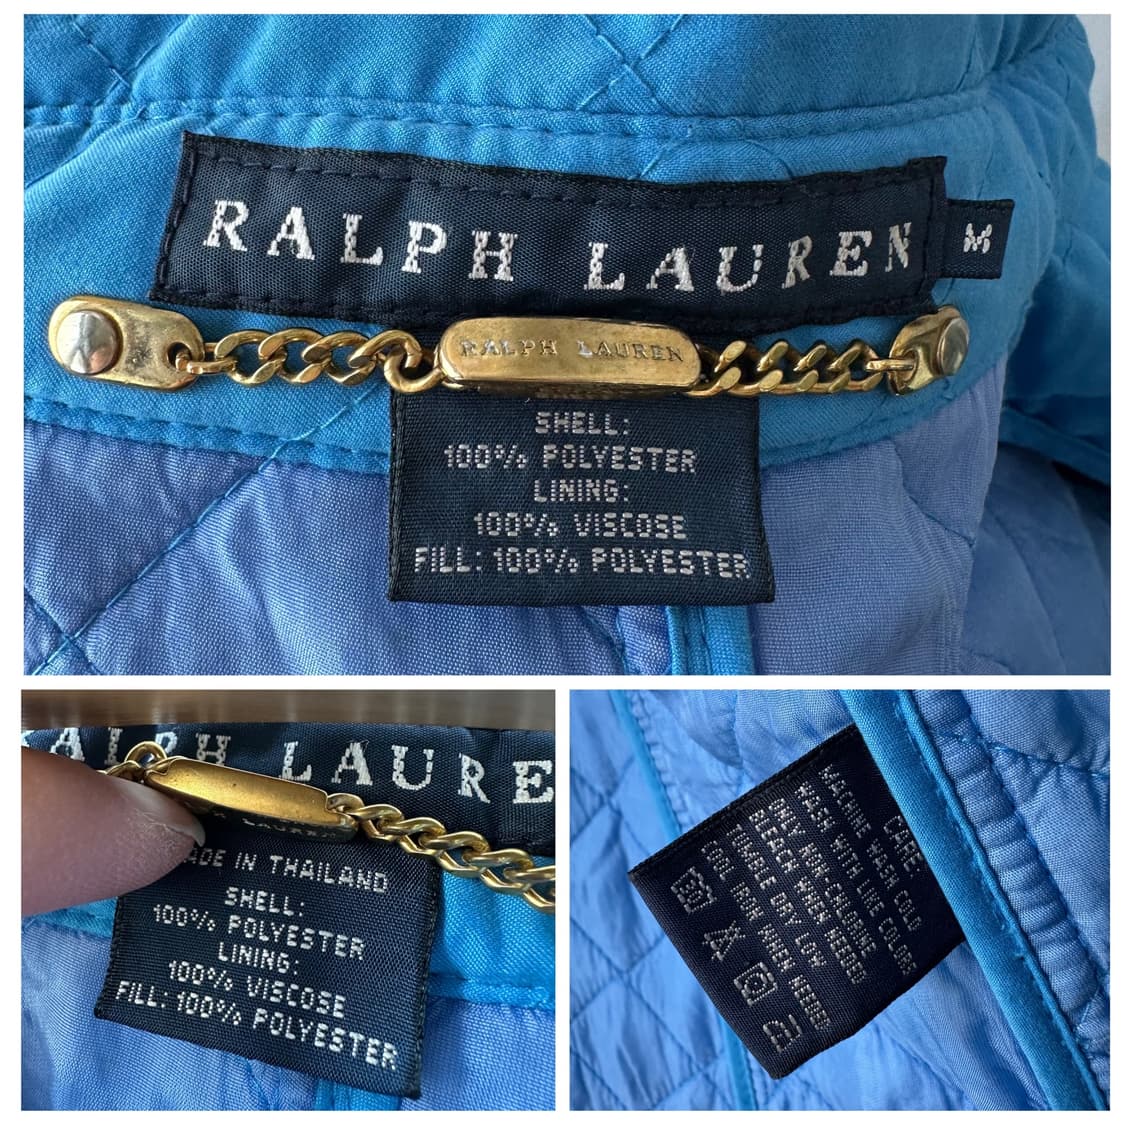 RALPH LAUREN
M
RALPH LAUREN
SHELL:
100% POLYESTER
LINING:
100% VISCOSE
FILL: 100% POLYESTER
RALPH LAURE
LAUREN
ADE IN THAILAND
SHELL:
100% POLYESTER
LINING:
100% VISCOSE
FILL: 100% POLYESTER
CARE:
MACHINE WASH COLD
WASH WITH LIKE COLORS
ONLY NON-CHLORINE
BLEACH WHEN NEEDED
TUMBLE DRY LOW
COOL IRON WHEN NEEDED